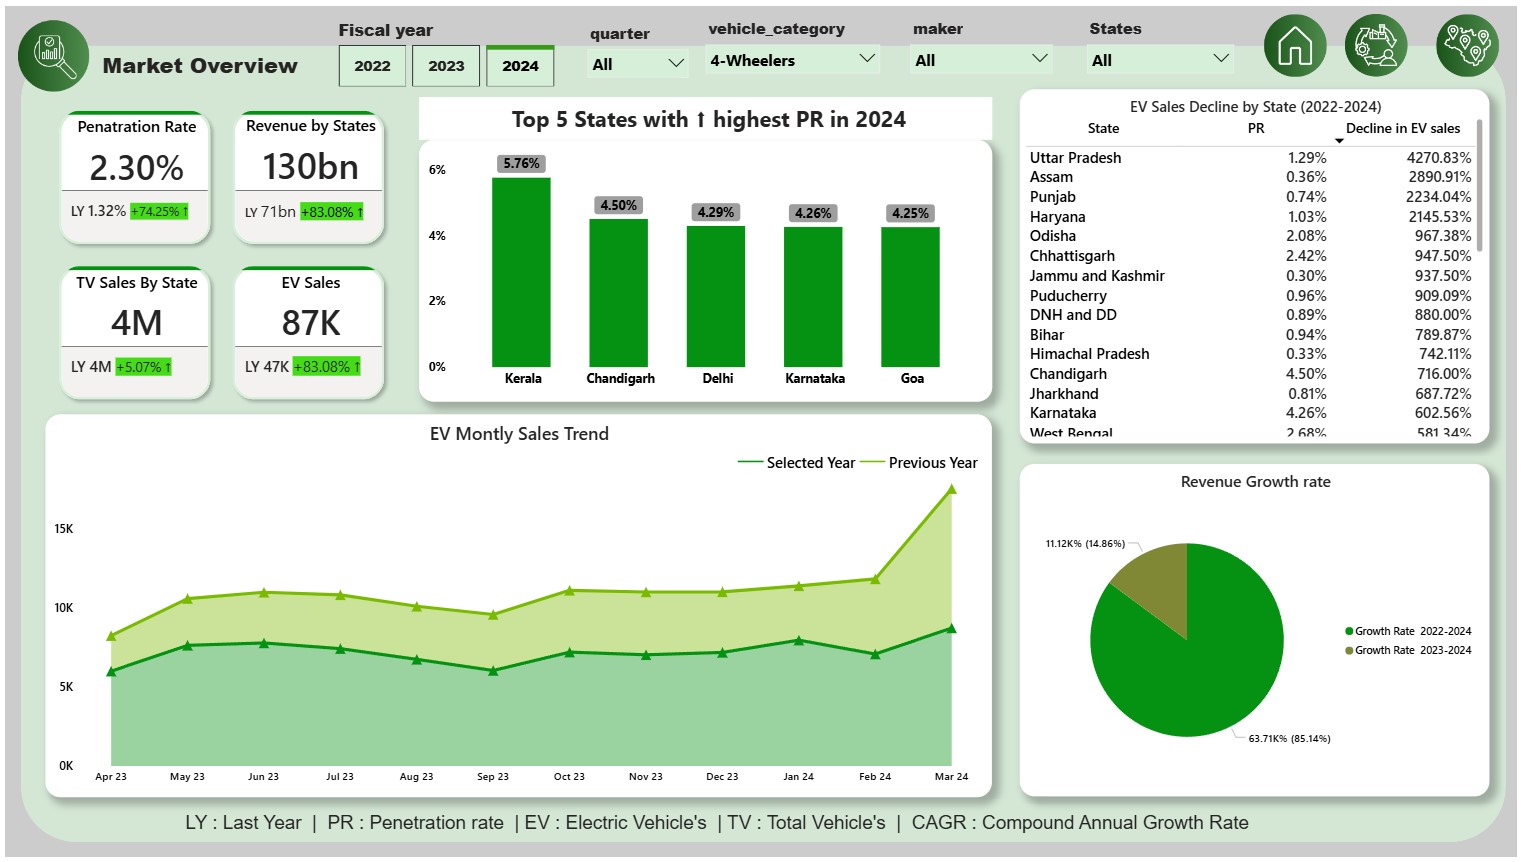 Market Overview
Fiscal year
2022
2023
2024
quarter
All
vehicle_category
4-Wheelers
maker
All
States
All
Penatration Rate
2.30%
LY 1.32% +74.25% ↑
Revenue by States
130bn
LY 71bn +83.08% ↑
TV Sales By State
4M
LY 4M +5.07% ↑
EV Sales
87K
LY 47K +83.08% ↑
Top 5 States with ↑ highest PR in 2024
6%
4%
2%
0%
5.76%
4.50%
4.29%
4.26%
4.25%
Kerala
Chandigarh
Delhi
Karnataka
Goa
EV Sales Decline by State (2022-2024)
State PR Decline in EV sales
Uttar Pradesh 1.29% 4270.83%
Assam 0.36% 2890.91%
Punjab 0.74% 2234.04%
Haryana 1.03% 2145.53%
Odisha 2.08% 967.38%
Chhattisgarh 2.42% 947.50%
Jammu and Kashmir 0.30% 937.50%
Puducherry 0.96% 909.09%
DNH and DD 0.89% 880.00%
Bihar 0.94% 789.87%
Himachal Pradesh 0.33% 742.11%
Chandigarh 4.50% 716.00%
Jharkhand 0.81% 687.72%
Karnataka 4.26% 602.56%
West Bengal 2.68% 581.34%
EV Montly Sales Trend
Selected Year
Previous Year
15K
10K
5K
0K
Apr 23
May 23
Jun 23
Jul 23
Aug 23
Sep 23
Oct 23
Nov 23
Dec 23
Jan 24
Feb 24
Mar 24
Revenue Growth rate
11.12K% (14.86%)
63.71K% (85.14%)
Growth Rate 2022-2024
Growth Rate 2023-2024
LY : Last Year | PR : Penetration rate | EV : Electric Vehicle's | TV : Total Vehicle's | CAGR : Compound Annual Growth Rate